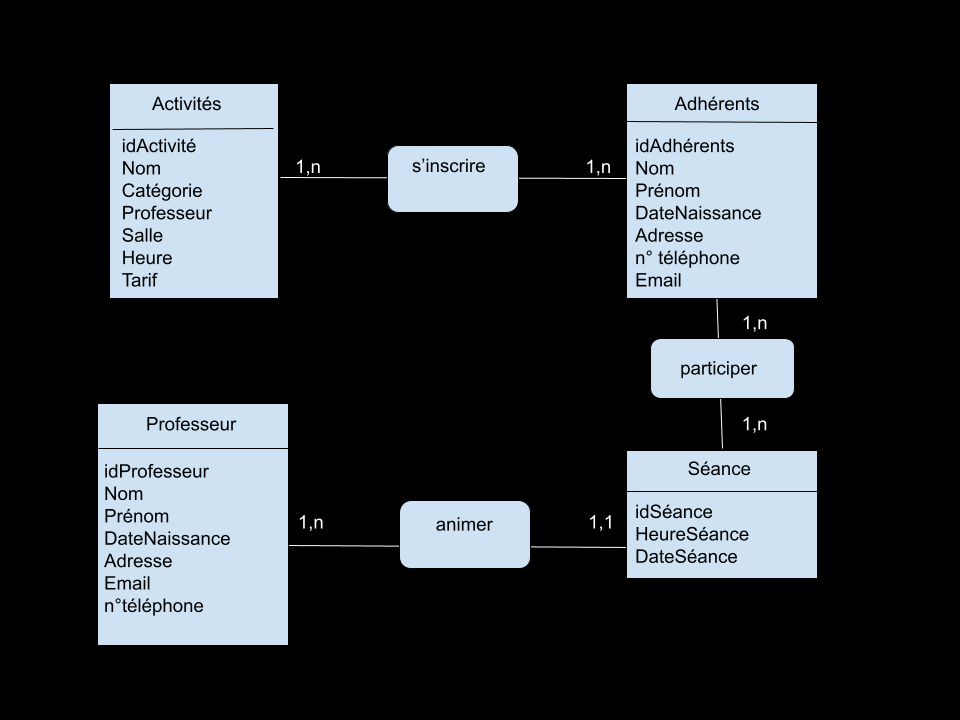 Activités
idActivité
Nom
Catégorie
Professeur
Salle
Heure
Tarif
1,n
s'inscrire
1,n
Adhérents
idAdhérents
Nom
Prénom
DateNaissance
Adresse
n° téléphone
Email
1,n
participer
1,n
Professeur
idProfesseur
Nom
Prénom
DateNaissance
Adresse
Email
n°téléphone
1,n
animer
1,1
Séance
idSéance
HeureSéance
DateSéance